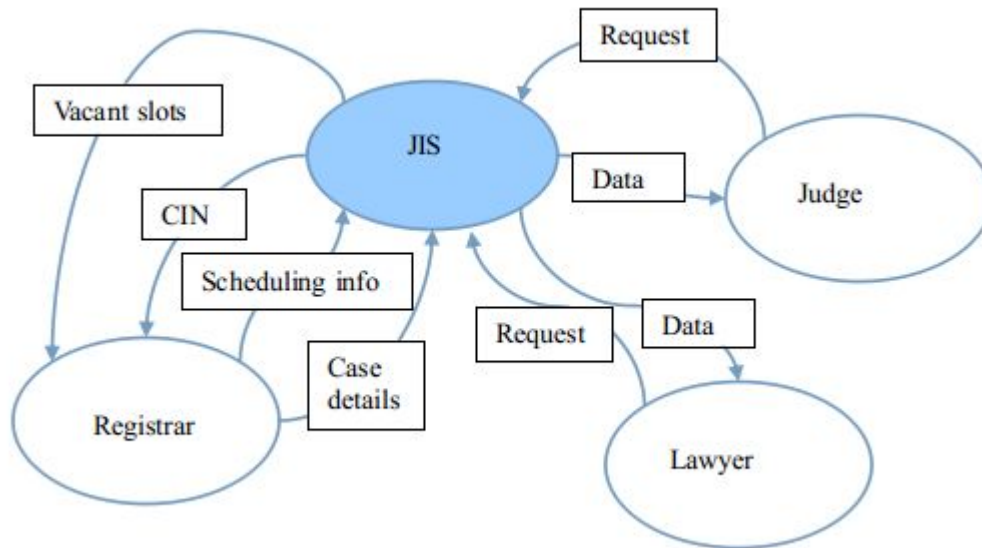 Request
Vacant slots
JIS
Data
Judge
CIN
Scheduling info
Request
Data
Case
details
Registrar
Lawyer